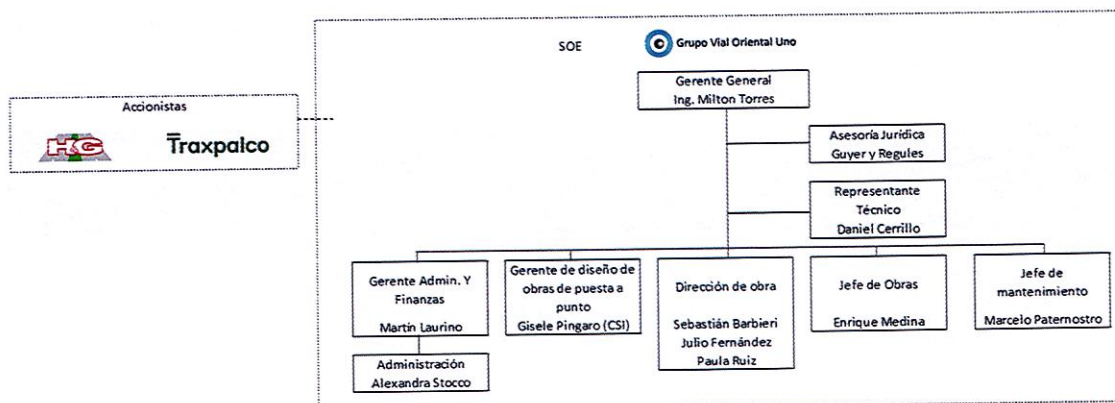 SOE
Grupo Vial Oriental Uno
Gerente General
Ing. Milton Torres
Accionistas
HG
Traxpalco
Asesoría Jurídica
Guyer y Regules
Representante
Técnico
Daniel Cerrillo
Gerente Admin. Y
Finanzas
Martín Laurino
Gerente de diseño de
obras de puesta a
punto
Gisele Pingaro (CSI)
Dirección de obra
Sebastián Barbieri
Julio Fernández
Paula Ruiz
Jefe de Obras
Enrique Medina
Jefe de
mantenimiento
Marcelo Paternostro
Administración
Alexandra Stocco